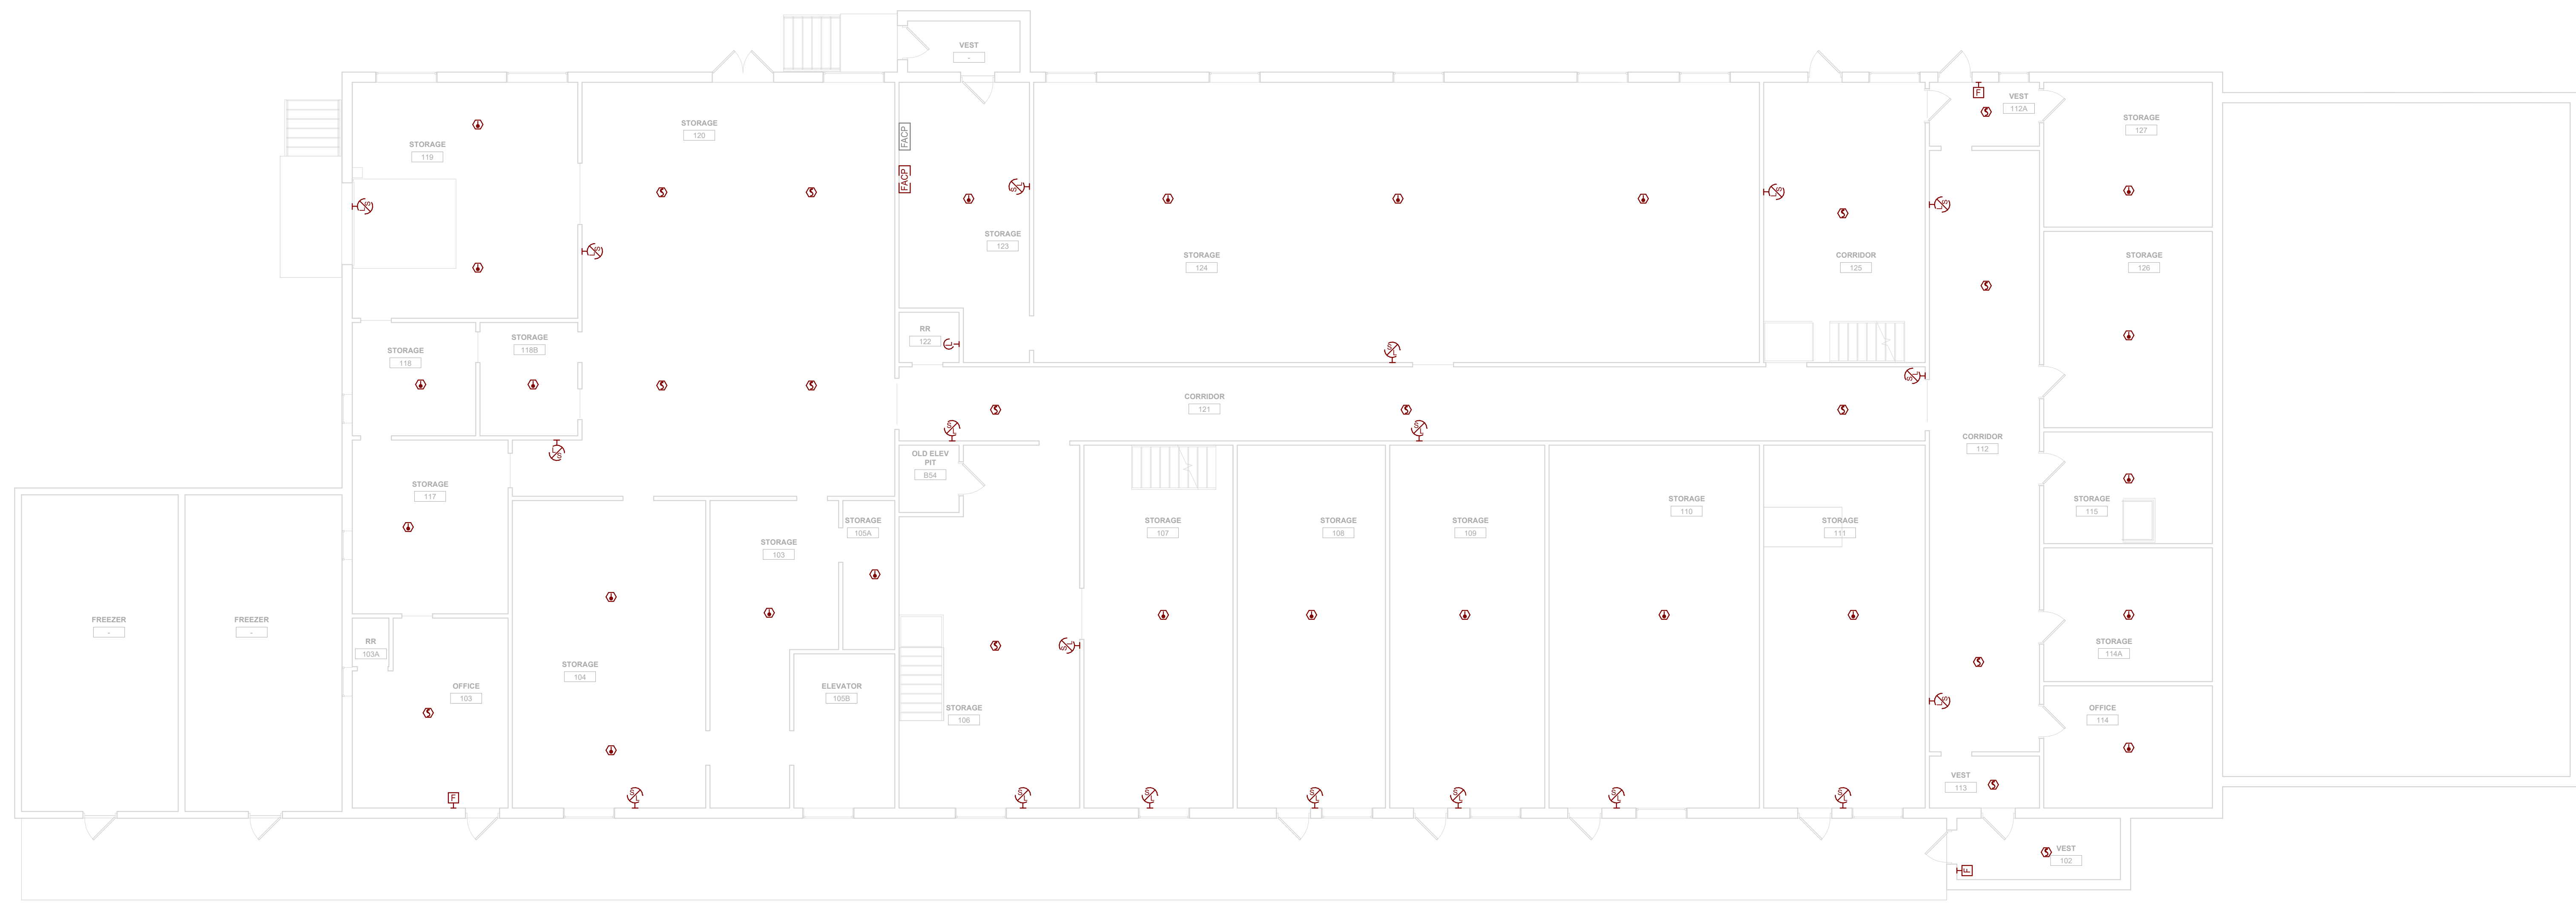 VEST
-
STORAGE
120
VEST
112A
F
STORAGE
127
STORAGE
119
FACP
FACP
STORAGE
123
STORAGE
124
CORRIDOR
125
STORAGE
126
RR
122
STORAGE
118
STORAGE
118B
CORRIDOR
121
CORRIDOR
112
OLD ELEV
PIT
B54
STORAGE
117
STORAGE
115
STORAGE
103
STORAGE
105A
STORAGE
107
STORAGE
108
STORAGE
109
STORAGE
110
STORAGE
111
FREEZER
-
FREEZER
-
RR
103A
STORAGE
104
OFFICE
103
ELEVATOR
105B
STORAGE
106
STORAGE
114A
OFFICE
114
VEST
113
F
VEST
102
F